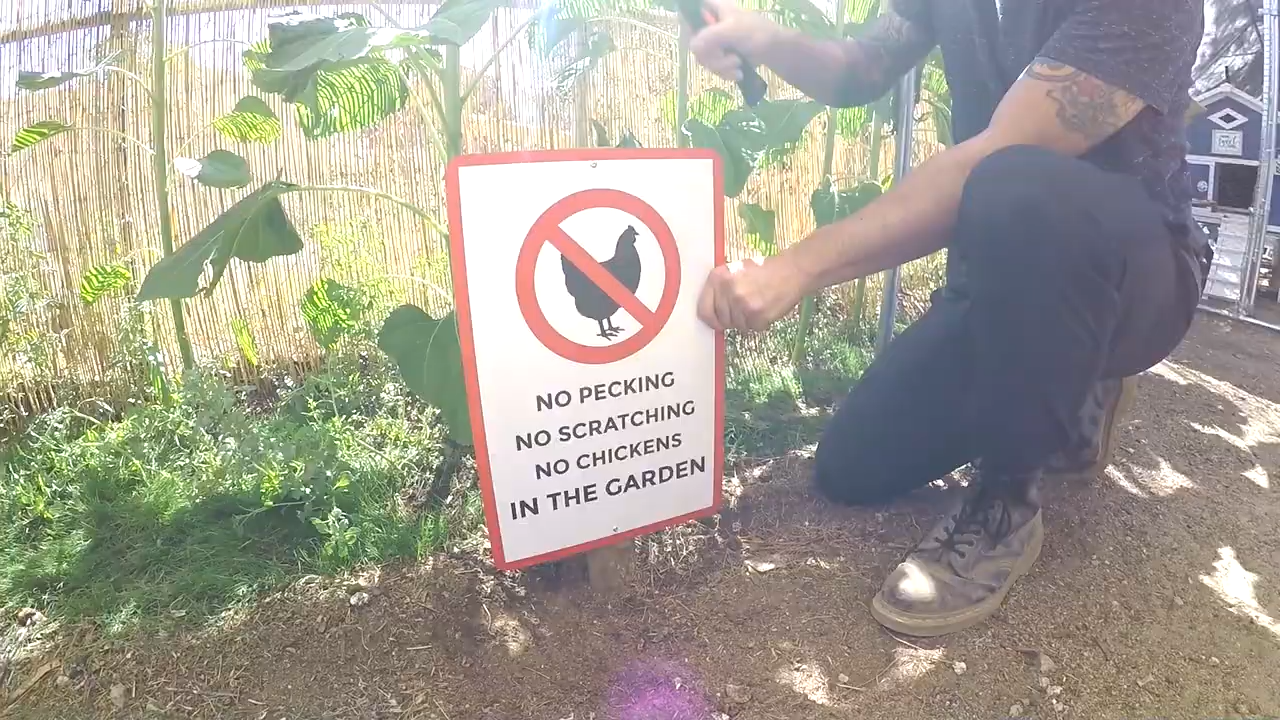 NO PECKING
NO SCRATCHING
NO CHICKENS
IN THE GARDEN